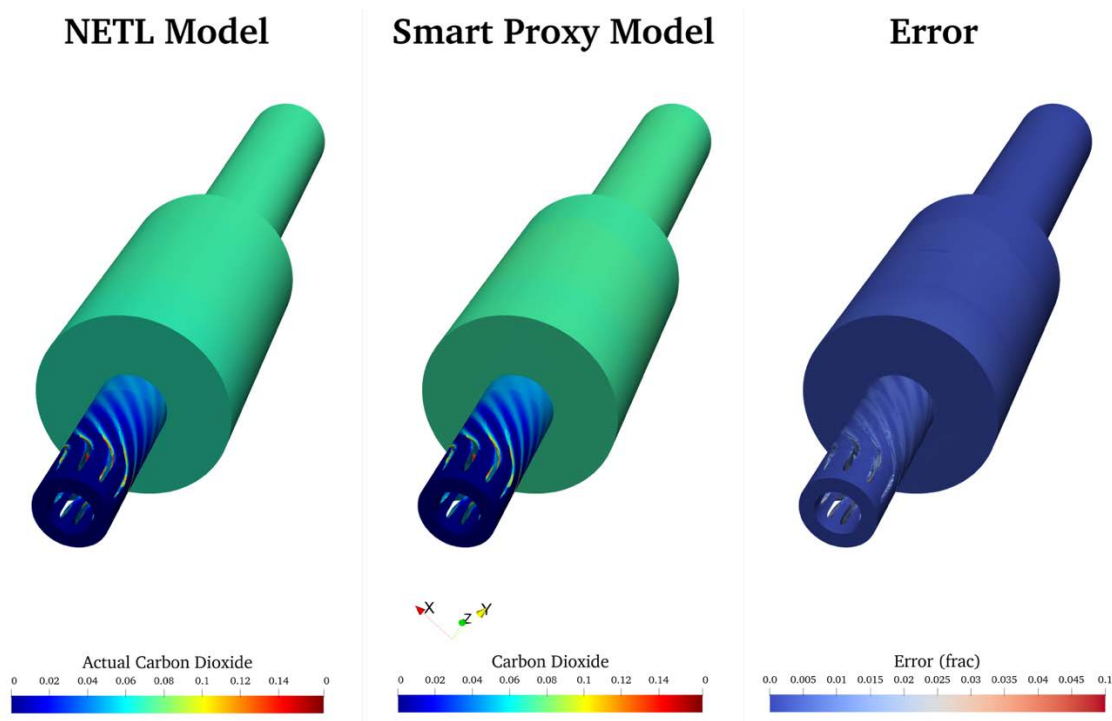 NETL Model
Smart Proxy Model
Error
X
Z
Y
Actual Carbon Dioxide
0 0.02 0.04 0.06 0.08 0.1 0.12 0.14 0
Carbon Dioxide
0 0.02 0.04 0.06 0.08 0.1 0.12 0.14 0
Error (frac)
0.0 0.005 0.01 0.015 0.02 0.025 0.03 0.035 0.04 0.045 0.1